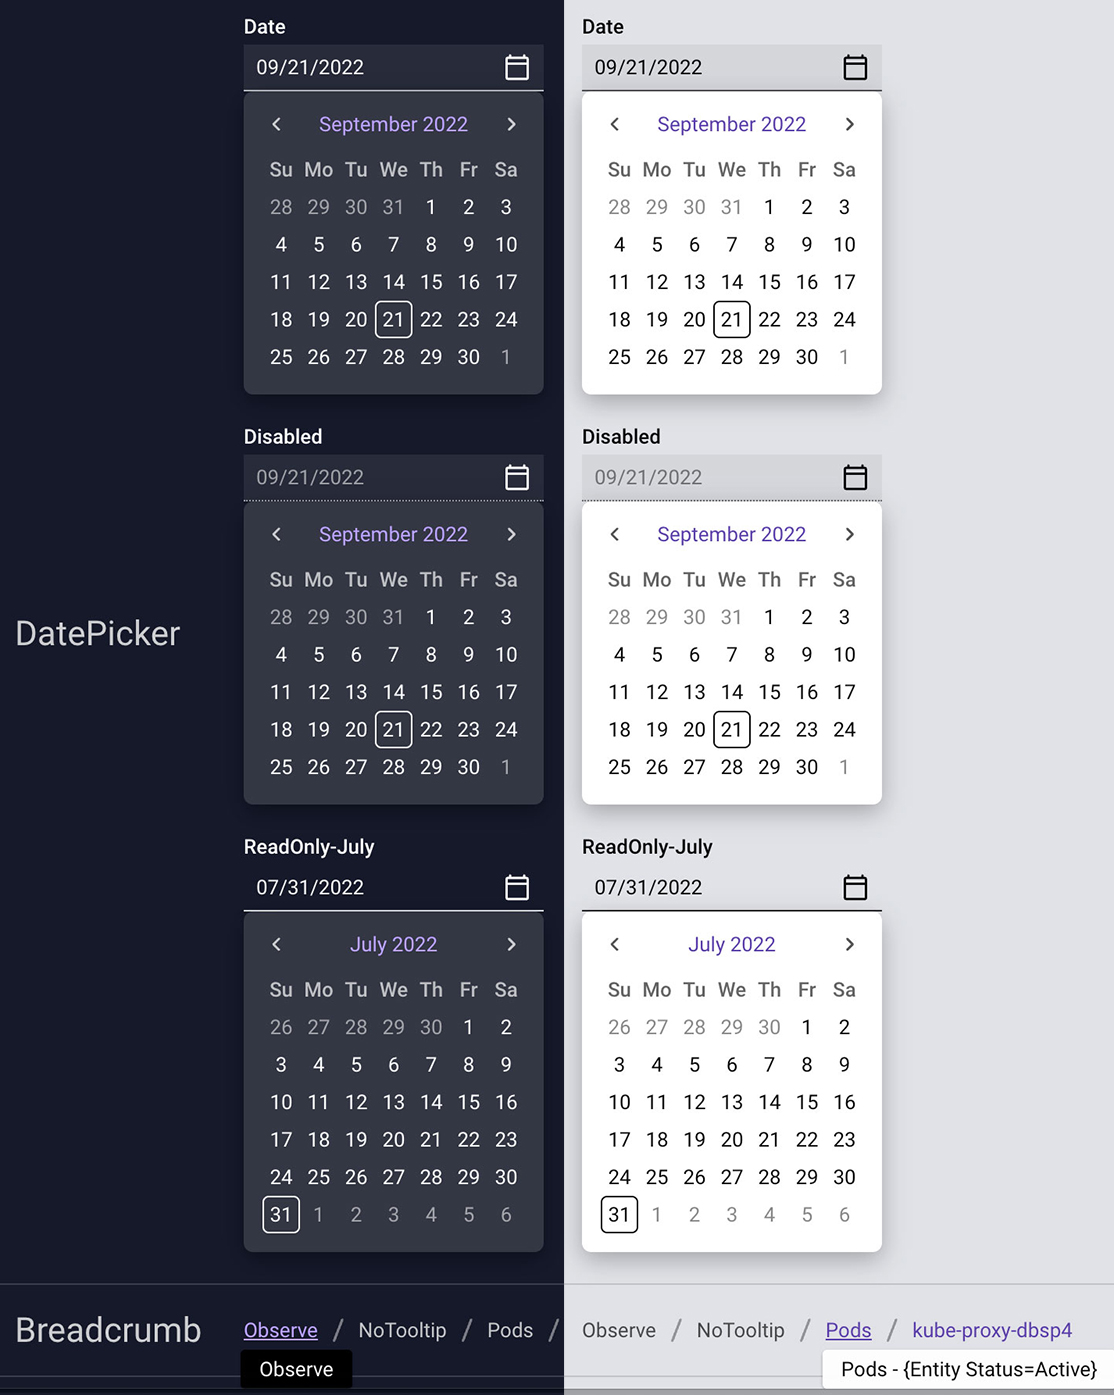 Date
09/21/2022
September 2022
Su Mo Tu We Th Fr Sa
28 29 30 31 1 2 3
4 5 6 7 8 9 10
11 12 13 14 15 16 17
18 19 20 21 22 23 24
25 26 27 28 29 30 1
Date
09/21/2022
September 2022
Su Mo Tu We Th Fr Sa
28 29 30 31 1 2 3
4 5 6 7 8 9 10
11 12 13 14 15 16 17
18 19 20 21 22 23 24
25 26 27 28 29 30 1
DatePicker
Disabled
09/21/2022
September 2022
Su Mo Tu We Th Fr Sa
28 29 30 31 1 2 3
4 5 6 7 8 9 10
11 12 13 14 15 16 17
18 19 20 21 22 23 24
25 26 27 28 29 30 1
Disabled
09/21/2022
September 2022
Su Mo Tu We Th Fr Sa
28 29 30 31 1 2 3
4 5 6 7 8 9 10
11 12 13 14 15 16 17
18 19 20 21 22 23 24
25 26 27 28 29 30 1
ReadOnly-July
07/31/2022
July 2022
Su Mo Tu We Th Fr Sa
26 27 28 29 30 1 2
3 4 5 6 7 8 9
10 11 12 13 14 15 16
17 18 19 20 21 22 23
24 25 26 27 28 29 30
31 1 2 3 4 5 6
ReadOnly-July
07/31/2022
July 2022
Su Mo Tu We Th Fr Sa
26 27 28 29 30 1 2
3 4 5 6 7 8 9
10 11 12 13 14 15 16
17 18 19 20 21 22 23
24 25 26 27 28 29 30
31 1 2 3 4 5 6
Breadcrumb
Observe / NoTooltip / Pods /
Observe
Observe / NoTooltip / Pods / kube-proxy-dbsp4
Pods - {Entity Status=Active}